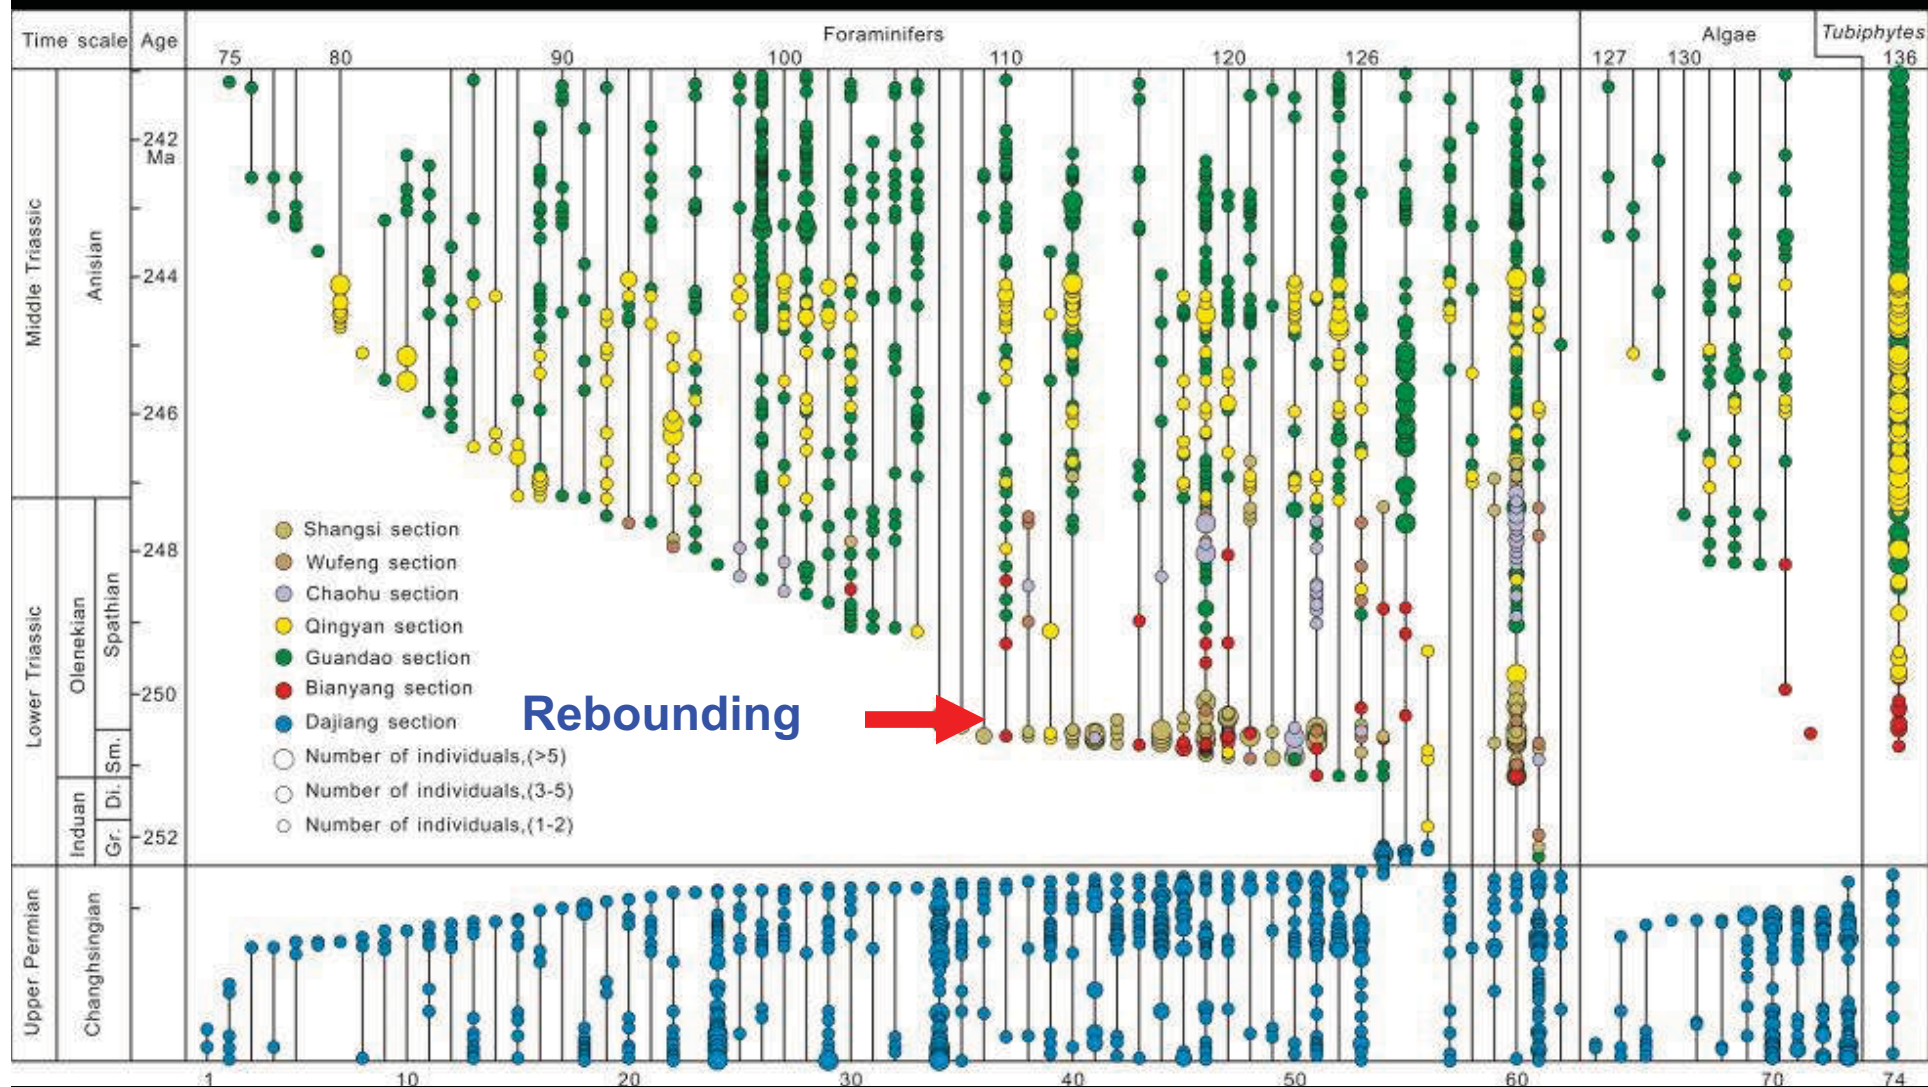 Time scale Age Foraminifers Algae Tubiphytes
75 80 90 100 110 120 126 127 130 136
Middle Triassic
Anisian
Lower Triassic
Olenekian
Spathian
Sm.
Induan
Di.
Gr.
Upper Permian
Changhsingian
242
Ma
244
246
248
250
252
Shangsi section
Wufeng section
Chaohu section
Qingyan section
Guandao section
Bianyang section
Dajiang section
Number of individuals,(>5)
Number of individuals,(3-5)
Number of individuals,(1-2)
Rebounding
1 10 20 30 40 50 60 70 74